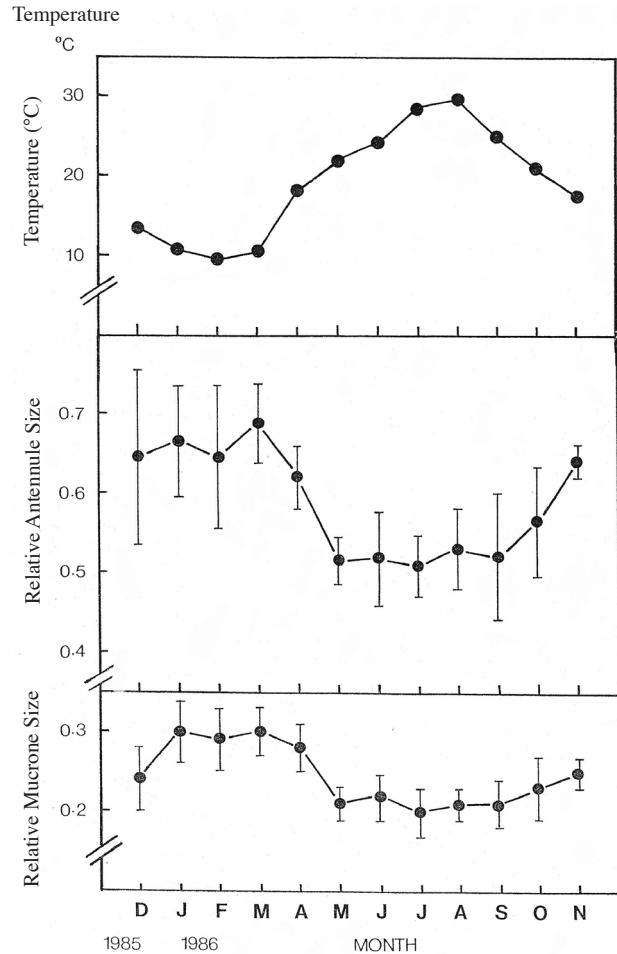 Temperature
°C
Temperature (°C)
30
20
10
Relative Antennule Size
0.7
0.6
0.5
0.4
Relative Mucrone Size
0.3
0.2
D J F M A M J J A S O N
1985 1986 MONTH